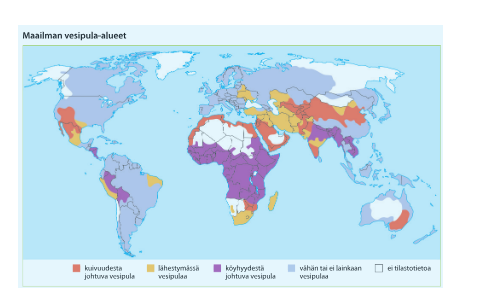 Maailman vesipula-alueet
kuivuudesta
johtuva vesipula
lähestymässä
vesipulaa
köyhyydestä
johtuva vesipula
vähän tai ei lainkaan
vesipulaa
ei tilastotietoa